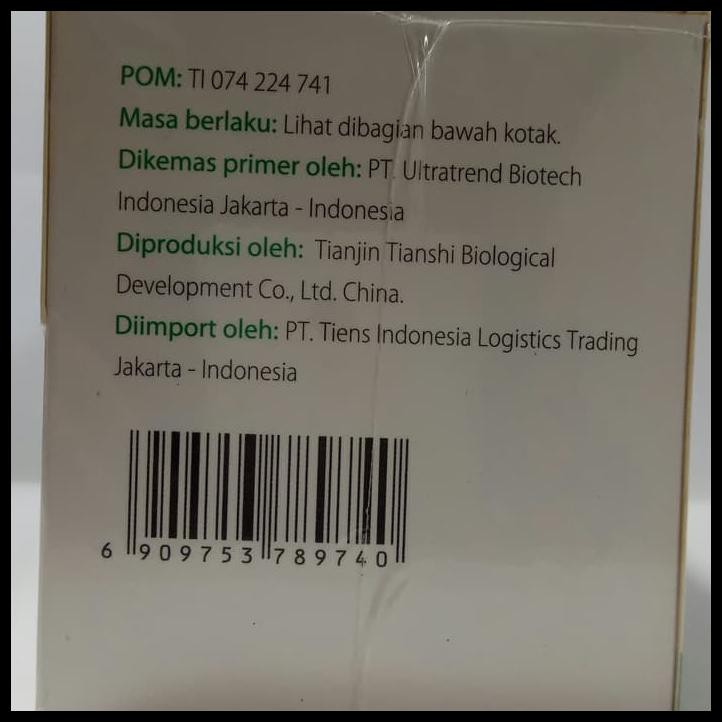 POM: TI 074 224 741
Masa berlaku: Lihat dibagian bawah kotak.
Dikemas primer oleh: PT. Ultratrend Biotech
Indonesia Jakarta - Indonesia
Diproduksi oleh: Tianjin Tianshi Biological
Development Co., Ltd. China.
Diimport oleh: PT. Tiens Indonesia Logistics Trading
Jakarta - Indonesia
6 909753 789740